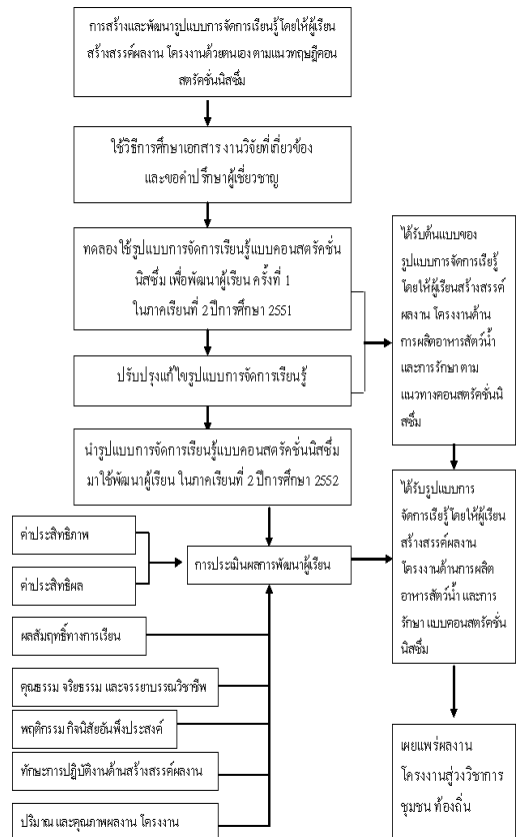 การสร้างและพัฒนารูปแบบการจัดการเรียนรู้โดยให้ผู้เรียน
สร้างสรรค์ผลงาน โครงงานด้วยตนเอง ตามแนวทฤษฎีคอน
สตรัคชั่นนิสซึ่ม
ใช้วิธีการศึกษาเอกสาร งานวิจัยที่เกี่ยวข้อง
และขอคำปรึกษาผู้เชี่ยวชาญ
ทดลองใช้รูปแบบการจัดการเรียนรู้แบบคอนสตรัคชั่น
นิสซึ่ม เพื่อพัฒนาผู้เรียน ครั้งที่ 1
ในภาคเรียนที่ 2 ปีการศึกษา 2551
ปรับปรุงแก้ไขรูปแบบการจัดการเรียนรู้
นำรูปแบบการจัดการเรียนรู้แบบคอนสตรัคชั่นนิสซึ่ม
มาใช้พัฒนาผู้เรียน ในภาคเรียนที่ 2 ปีการศึกษา 2552
ได้รับต้นแบบของ
รูปแบบการจัดการเรียรู้
โดยให้ผู้เรียนสร้างสรรค์
ผลงาน โครงงานด้าน
การผลิตอาหารสัตว์น้ำ
และการรักษา ตาม
แนวทางคอนสตรัคชั่นนิ
สซึ่ม
ค่าประสิทธิภาพ
ค่าประสิทธิผล
การประเมินผลการพัฒนาผู้เรียน
ได้รับรูปแบบการ
จัดการเรียรู้ โดยให้ผู้เรียน
สร้างสรรค์ผลงาน
โครงงานด้านการผลิต
อาหารสัตว์น้ำ และการ
รักษา แบบคอนสตรัคชั่น
นิสซึ่ม
ผลสัมฤทธิ์ทางการเรียน
คุณธรรม จริยธรรม และจรรยาบรรณวิชาชีพ
พฤติกรรม กิจนิสัยอันพึงประสงค์
ทักษะการปฏิบัติงานด้านสร้างสรรค์ผลงาน
ปริมาณ และคุณภาพผลงาน โครงงาน
เผยแพร่ผลงาน
โครงงานสู่วงวิชาการ
ชุมชน ท้องถิ่น